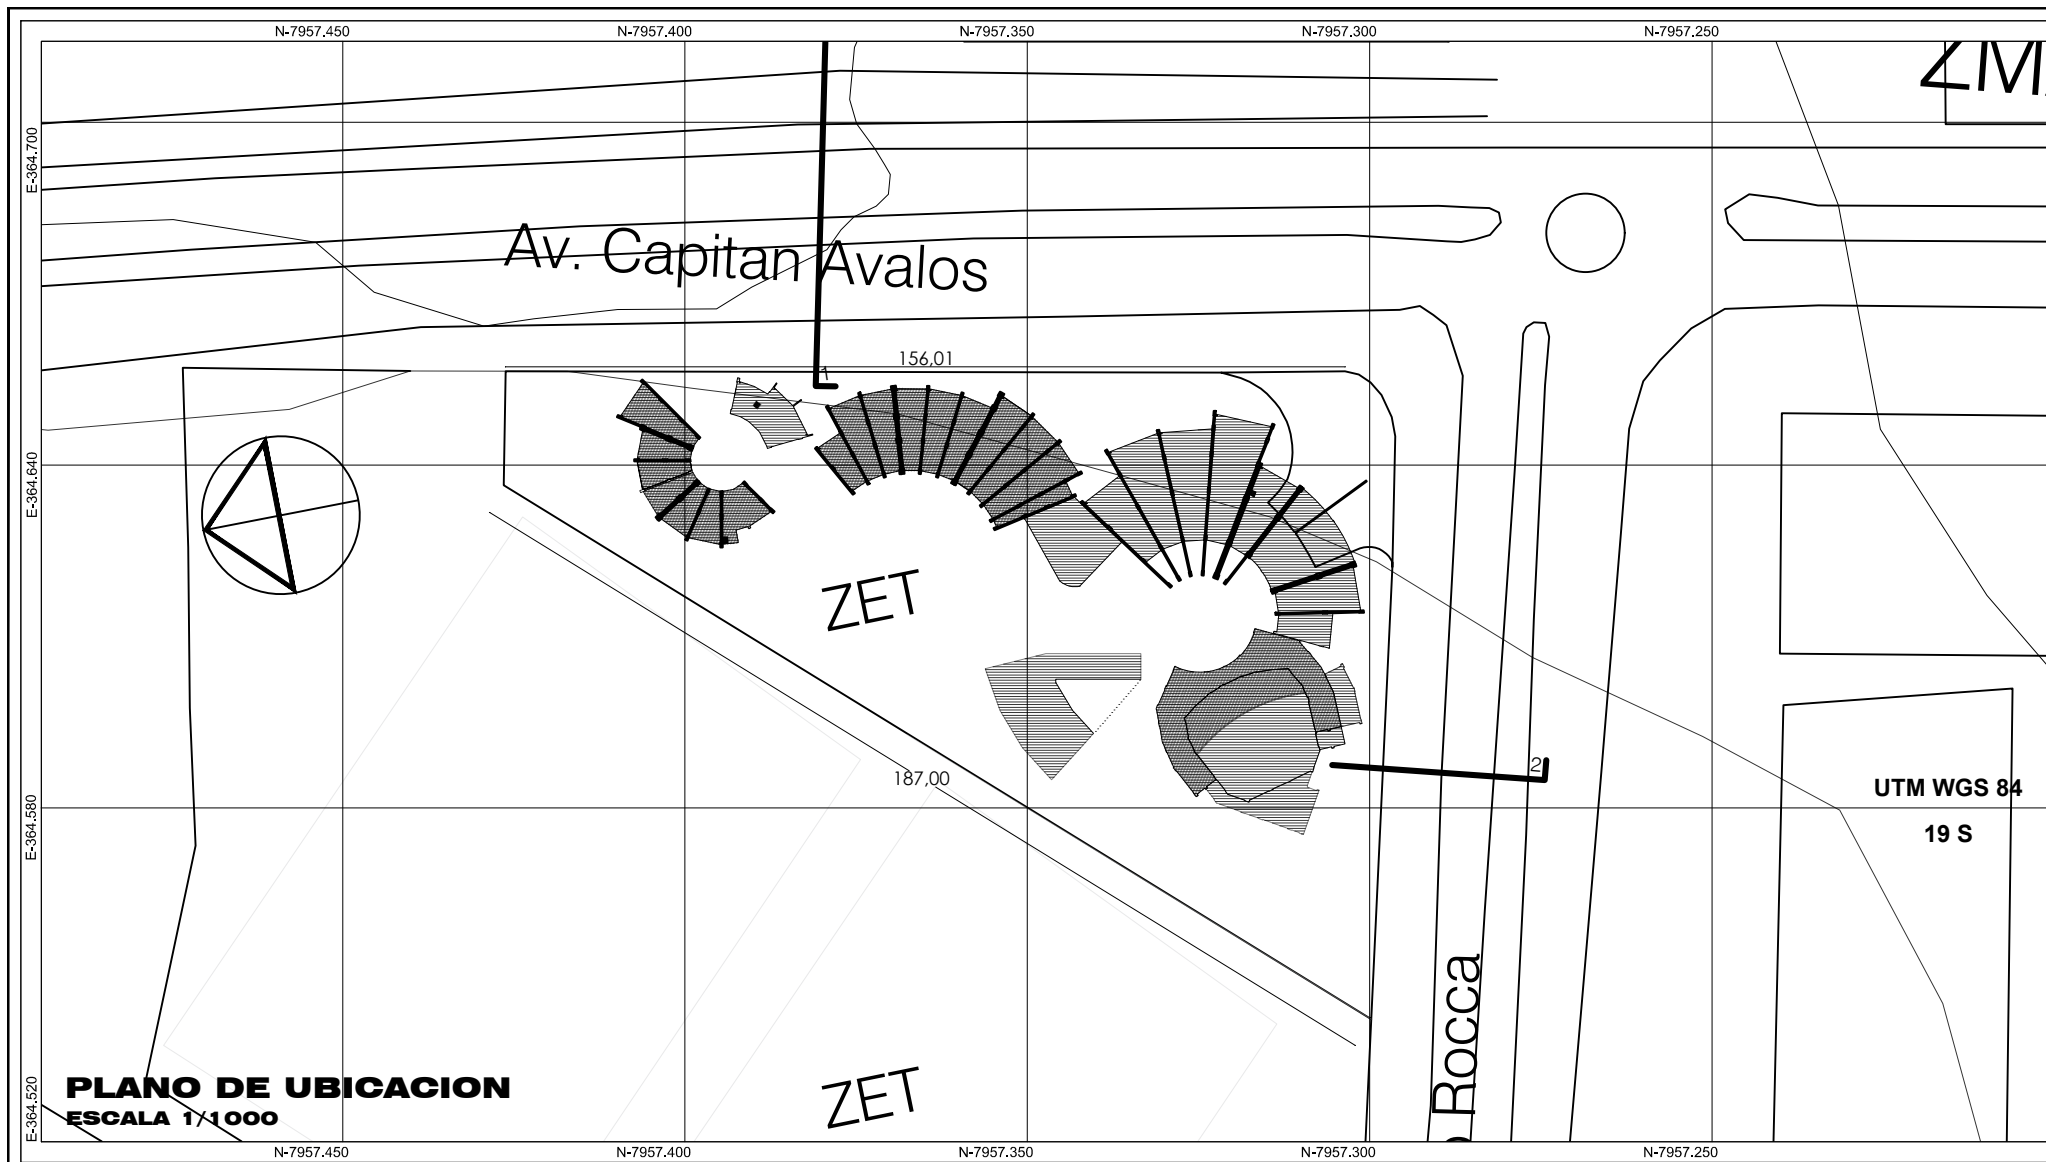 N-7957.450 N-7957.400 N-7957.350 N-7957.300 N-7957.250
E-364.700
Av. Capitan Avalos
156,01
1
E-364.640
ZET
187,00
2
UTM WGS 84
19 S
E-364.580
Rocca
ZET
PLANO DE UBICACION
ESCALA 1/1000
E-364.520
N-7957.450 N-7957.400 N-7957.350 N-7957.300 N-7957.250